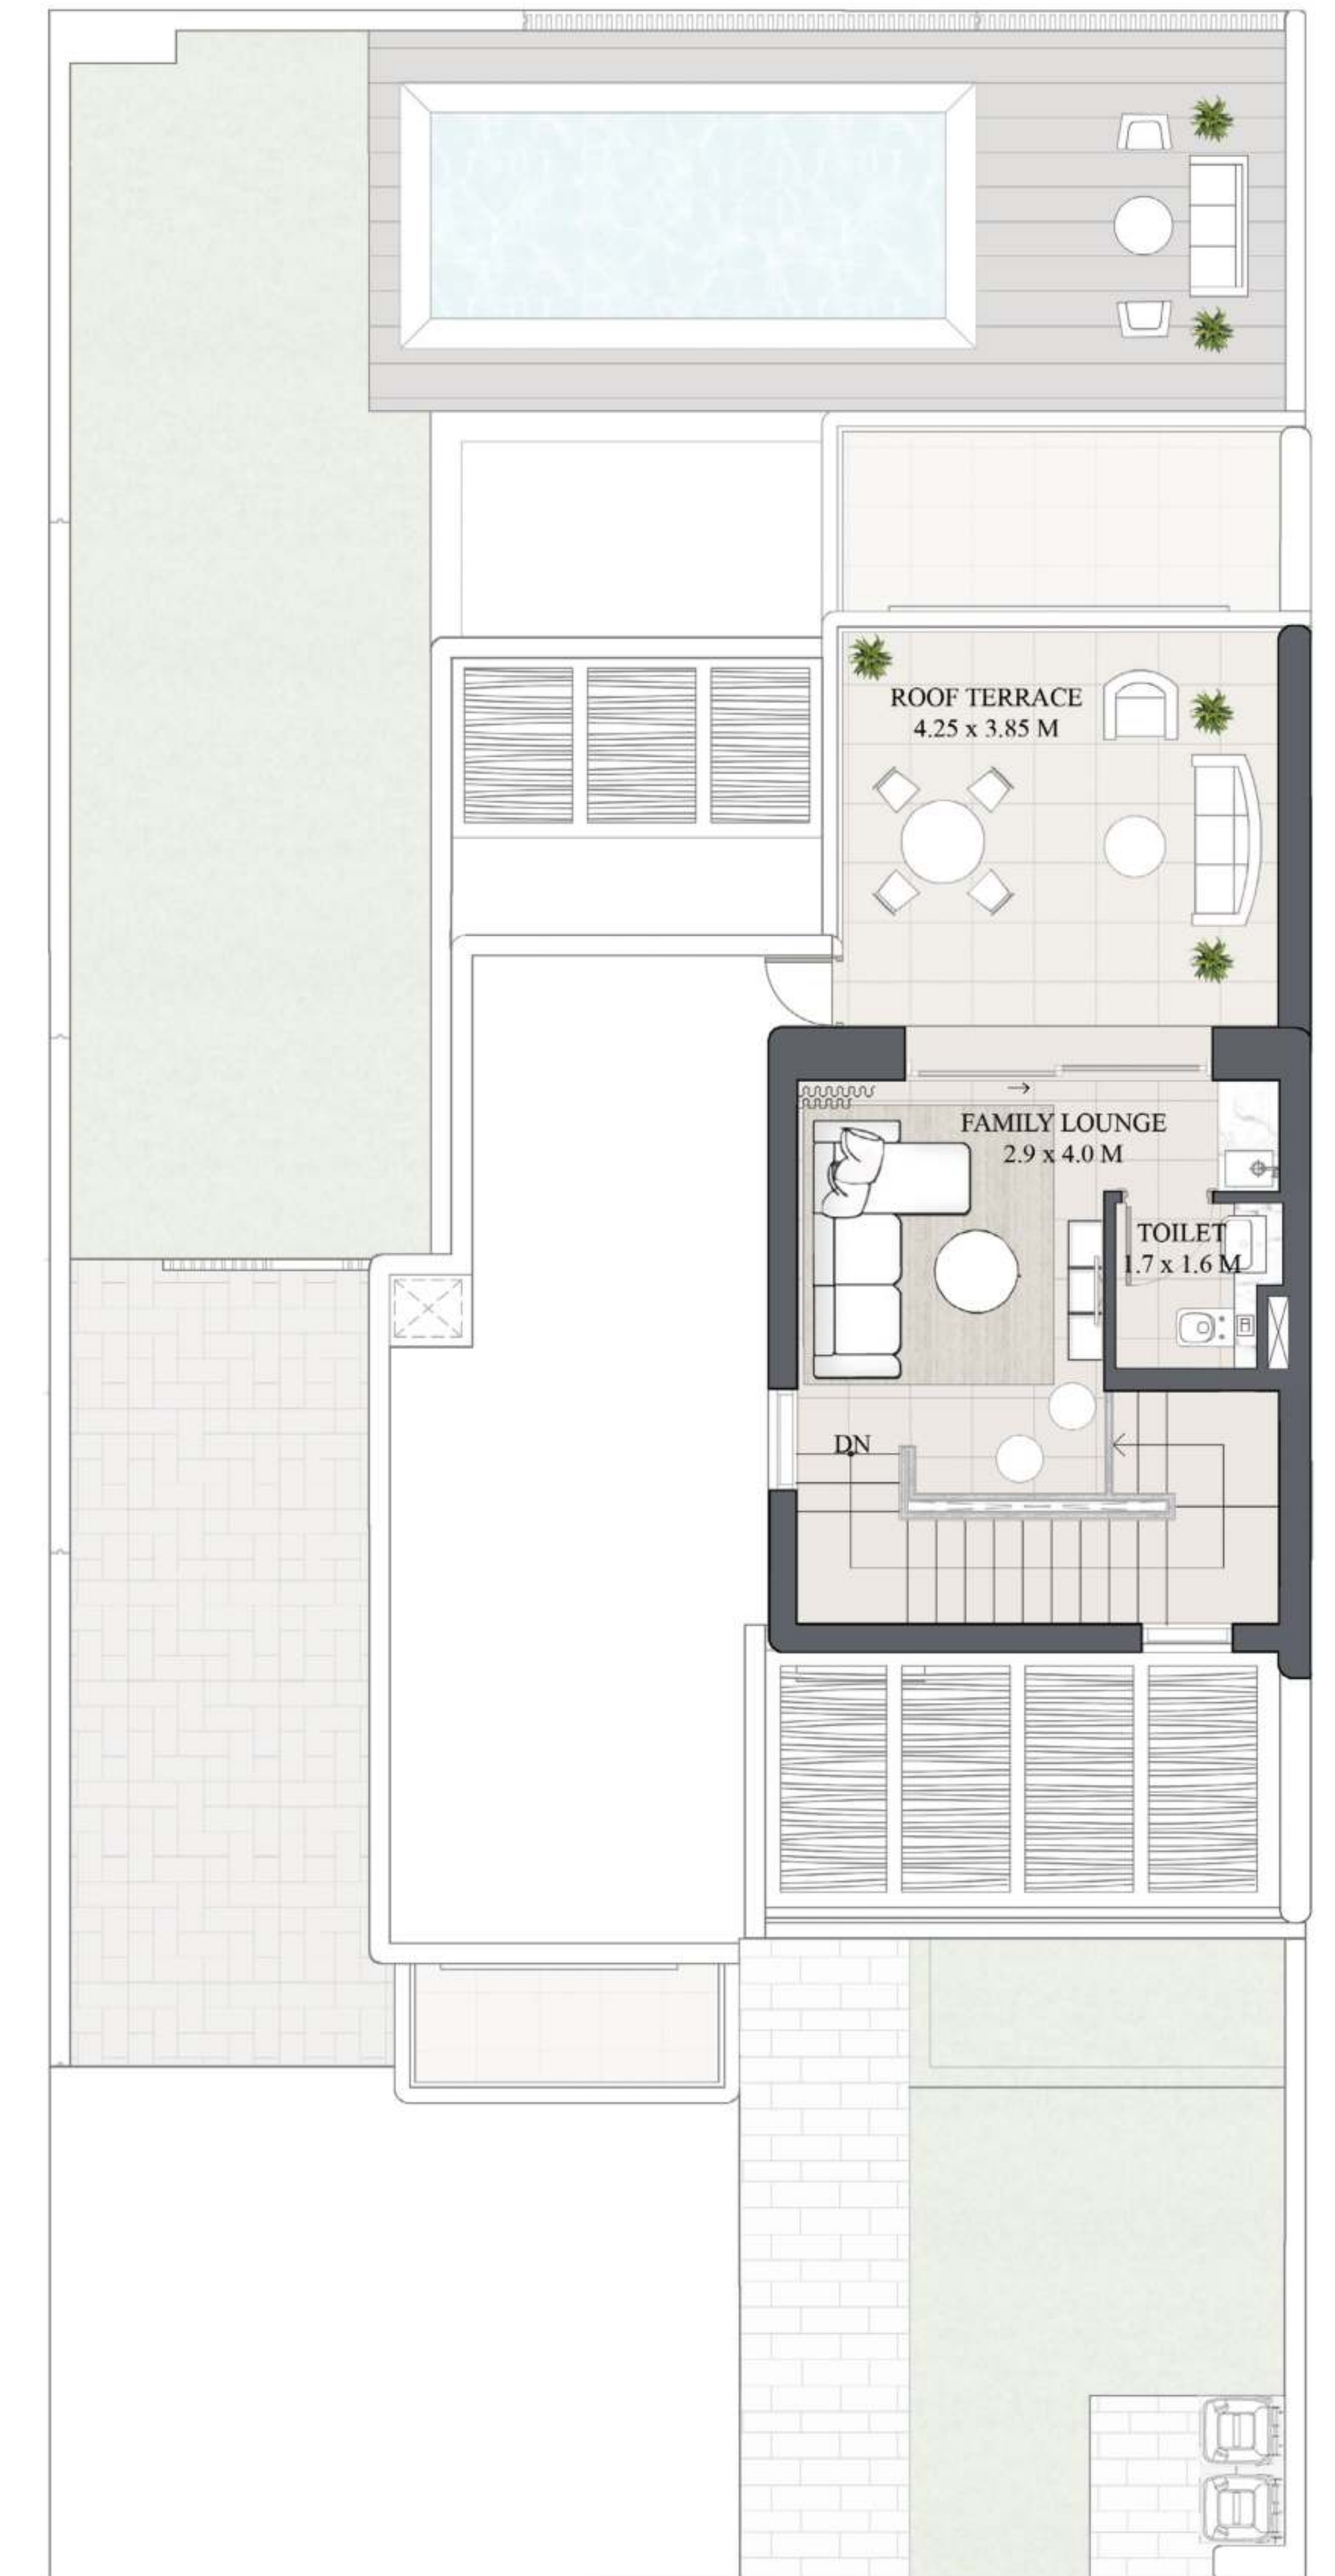 ROOF TERRACE
4.25 x 3.85 M
FAMILY LOUNGE
2.9 x 4.0 M
TOILET
1.7 x 1.6 M
DN